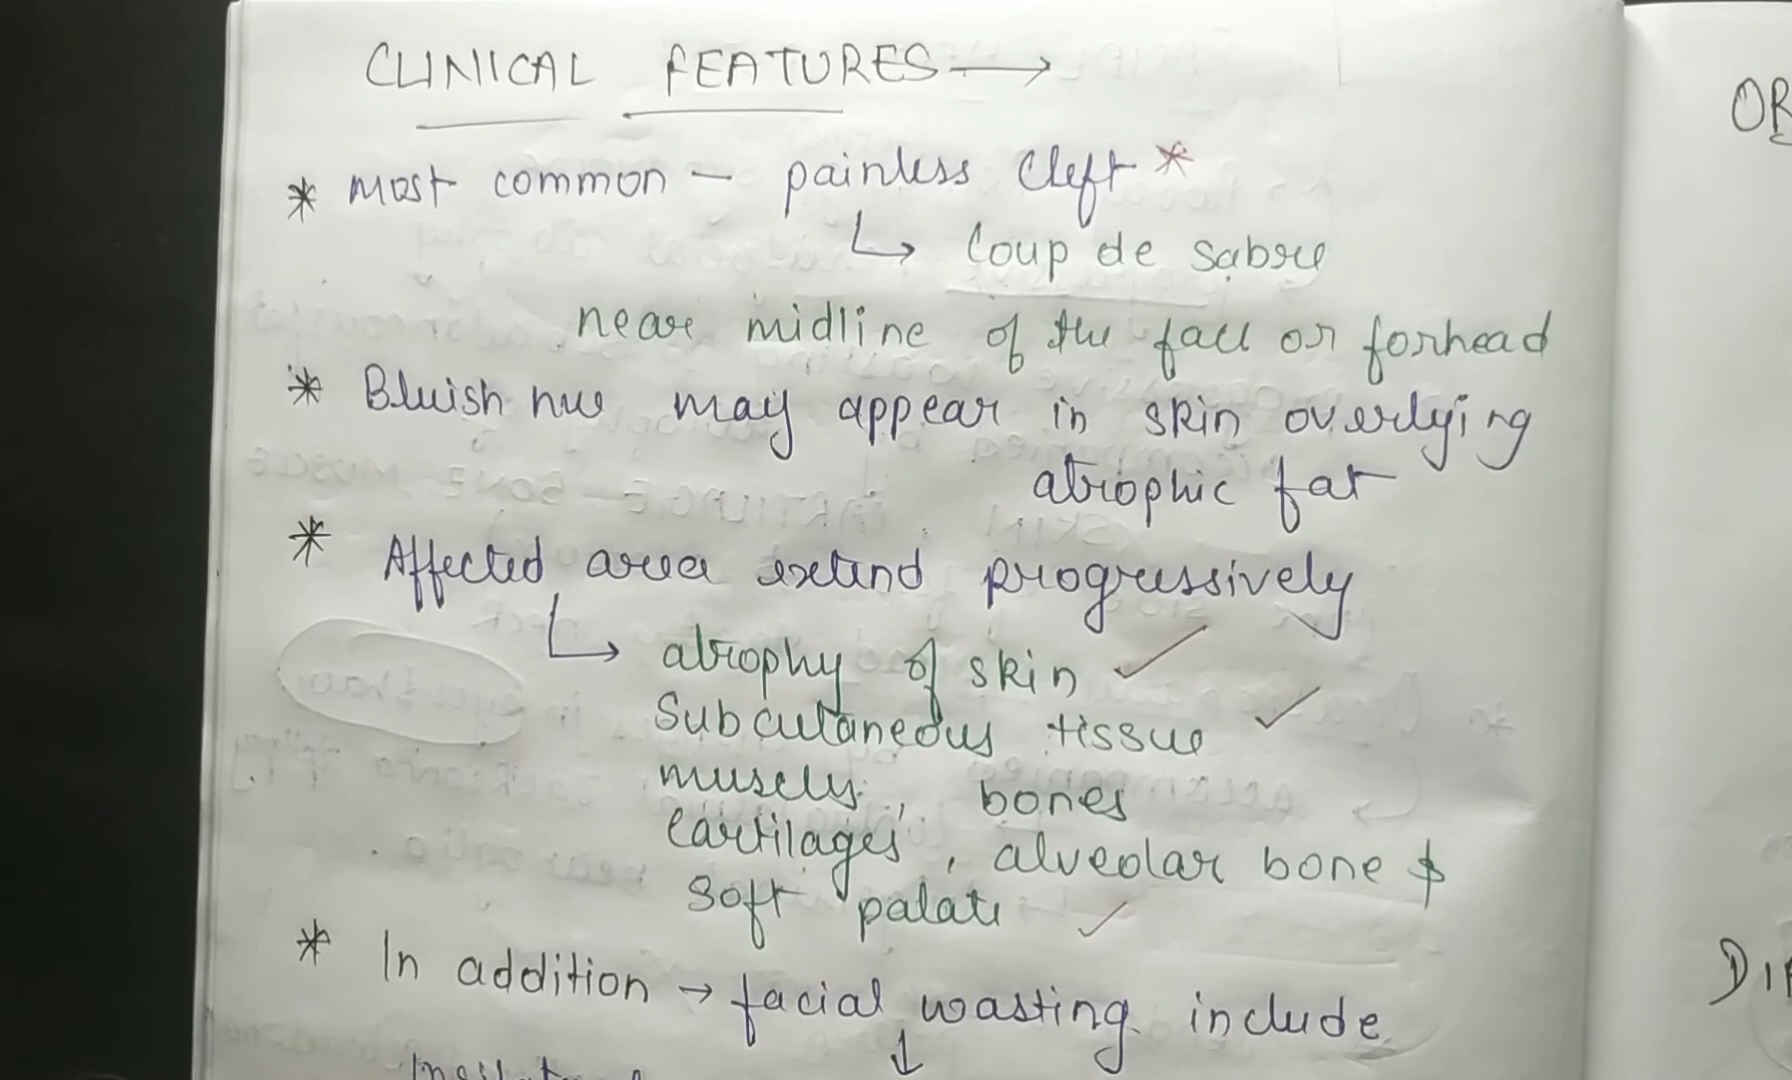 CLINICAL FEATURES →
* most common - painless cleft *
↳ Coup de sabre
near midline of the face or forhead
* Bluish hue may appear in skin overlying
atrophic fat
* Affected area extend progressively
↳ atrophy of skin ✓
Subcutaneous tissue ✓
muscles, bones
cartilages, alveolar bone &
soft palate ✓
* In addition → facial wasting include
↓
OR